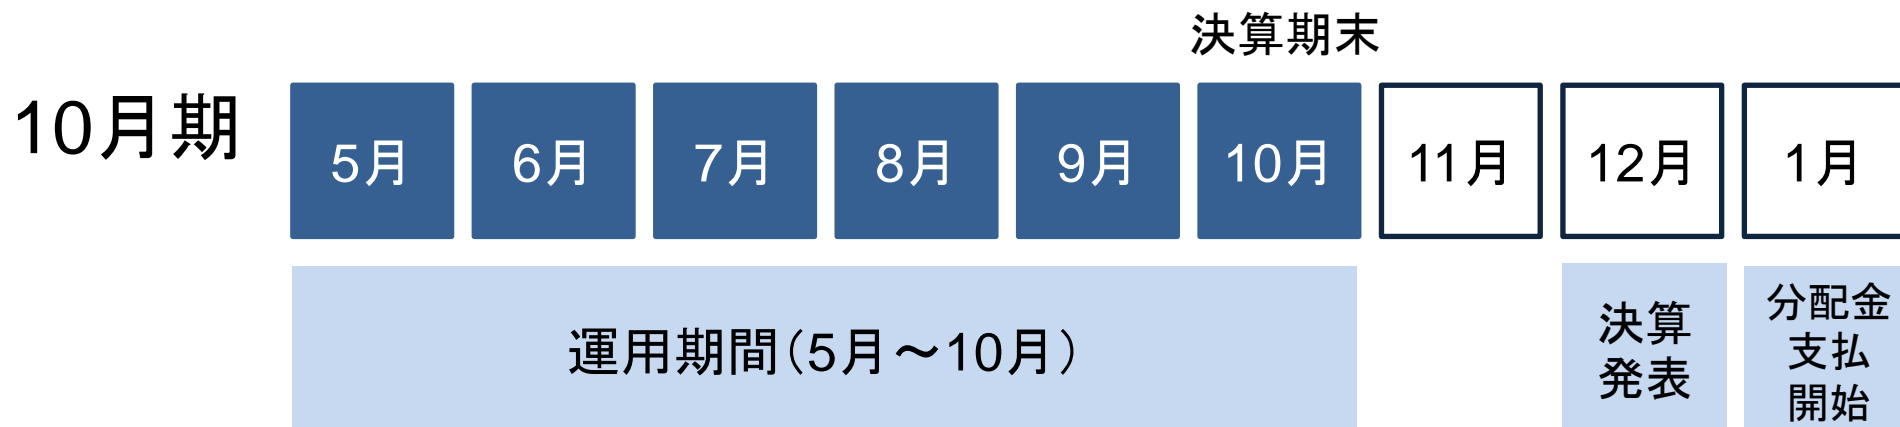 決算期末
10月期
5月
6月
7月
8月
9月
10月
11月
12月
1月
運用期間(5月～10月)
決算
発表
分配金
支払
開始